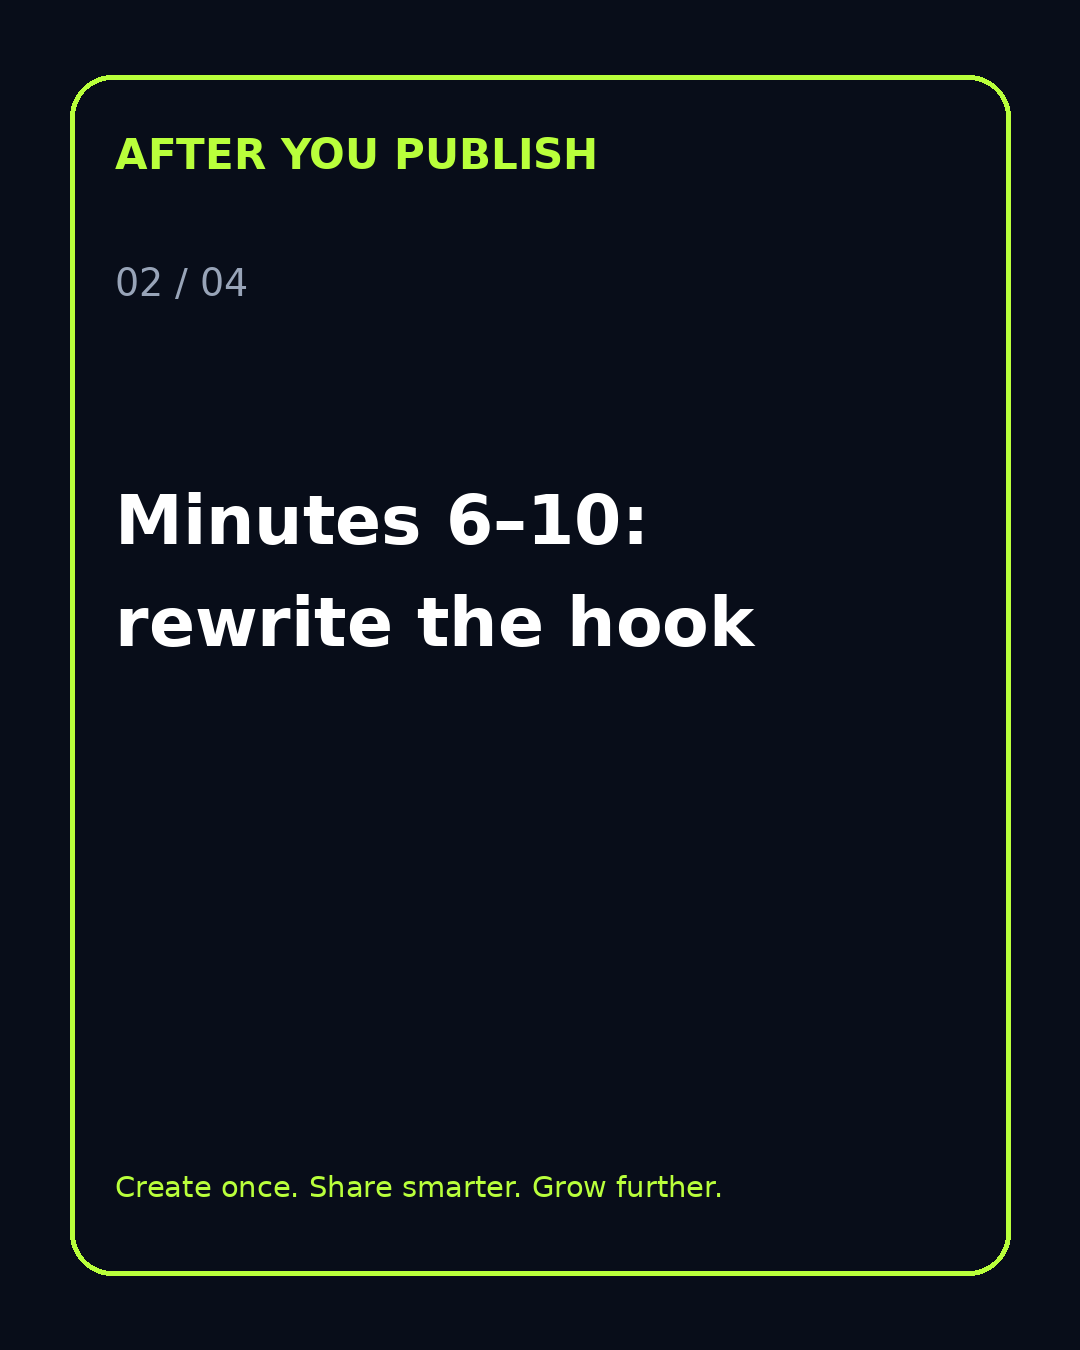 AFTER YOU PUBLISH
02 / 04
Minutes 6–10:
rewrite the hook
Create once. Share smarter. Grow further.